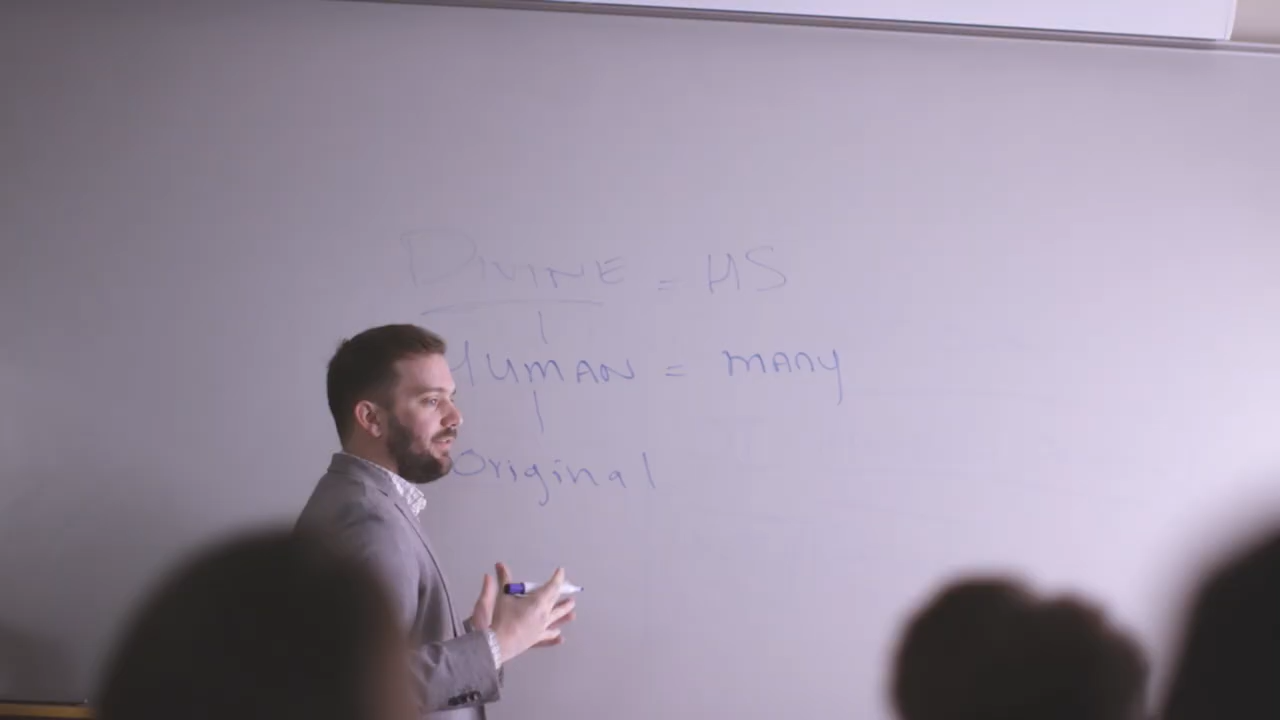 DIVINE = HS
HUMAN = MANY
Original